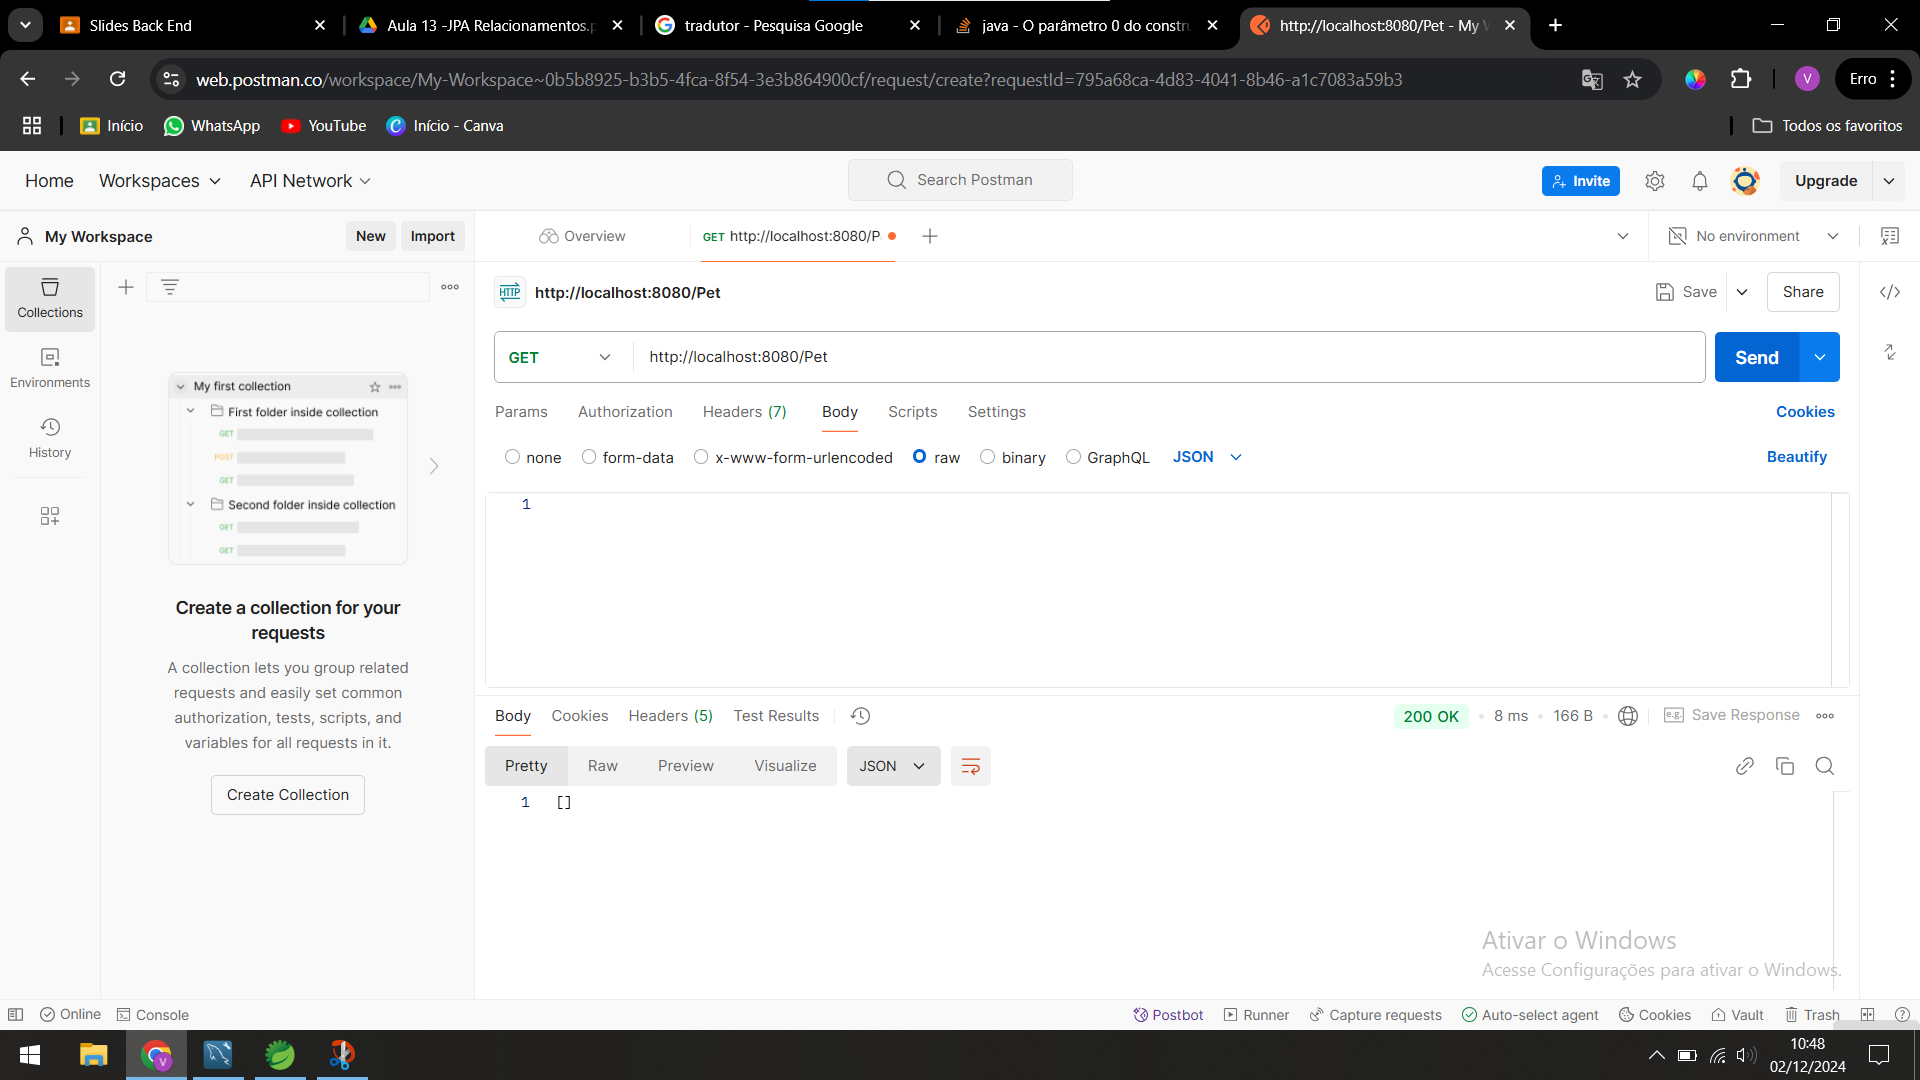 Slides Back End
Aula 13 -JPA Relacionamentos.p
tradutor - Pesquisa Google
java - O parâmetro 0 do constru
http://localhost:8080/Pet - My W
web.postman.co/workspace/My-Workspace~0b5b8925-b3b5-4fca-8f54-3e3b864900cf/request/create?requestId=795a68ca-4d83-4041-8b46-a1c7083a59b3
V
Erro
Início
WhatsApp
YouTube
Início - Canva
Todos os favoritos
Home
Workspaces
API Network
Search Postman
Invite
Upgrade
My Workspace
New
Import
Overview
GET http://localhost:8080/P
No environment
Collections
HTTP
http://localhost:8080/Pet
Save
Share
GET
http://localhost:8080/Pet
Send
Environments
My first collection
First folder inside collection
GET
POST
GET
Second folder inside collection
GET
GET
Params
Authorization
Headers (7)
Body
Scripts
Settings
Cookies
History
none
form-data
x-www-form-urlencoded
raw
binary
GraphQL
JSON
Beautify
1
Create a collection for your
requests
A collection lets you group related
requests and easily set common
authorization, tests, scripts, and
variables for all requests in it.
Create Collection
Body
Cookies
Headers (5)
Test Results
200 OK
8 ms
166 B
e.g.
Save Response
Pretty
Raw
Preview
Visualize
JSON
1
[]
Ativar o Windows
Acesse Configurações para ativar o Windows.
Online
Console
Postbot
Runner
Capture requests
Auto-select agent
Cookies
Vault
Trash
V
10:48
02/12/2024